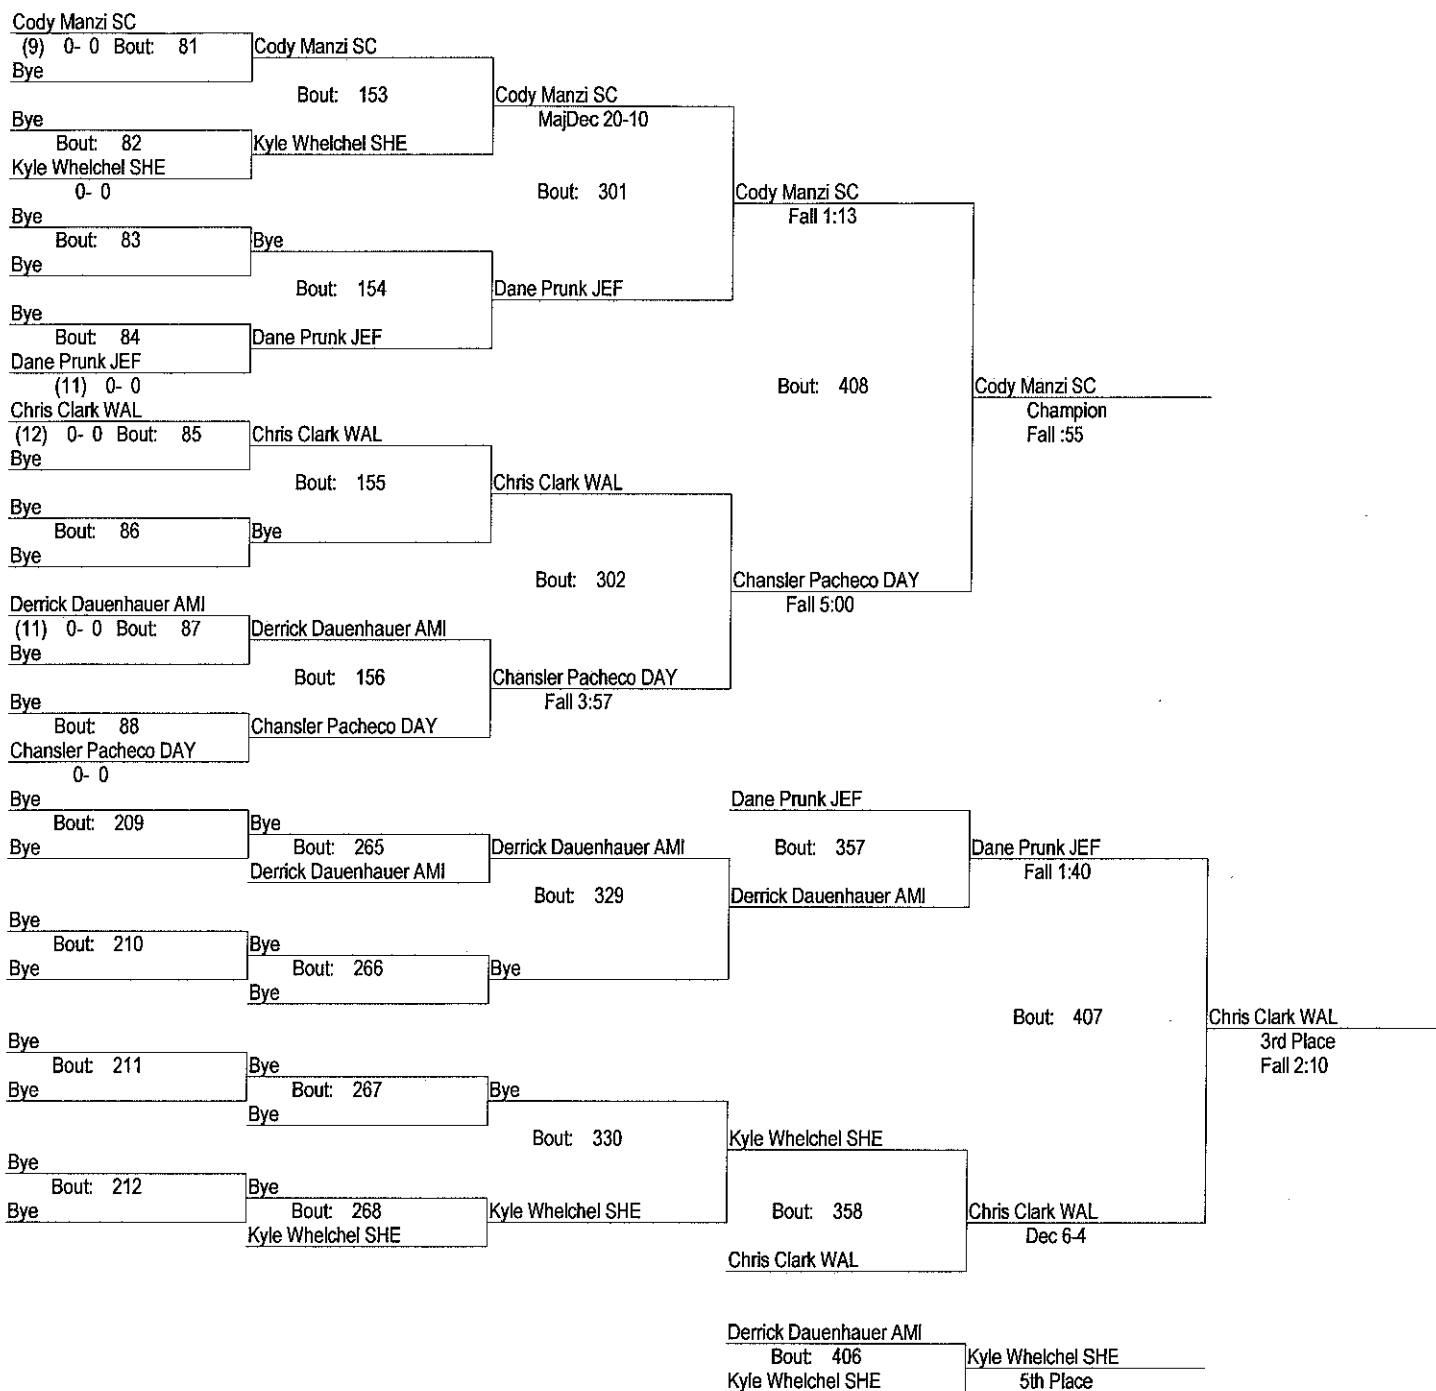 Cody Manzi SC
(9) 0- 0 Bout: 81
Bye
Cody Manzi SC
Bout: 153
Bye
Bout: 82
Kyle Whelchel SHE
0- 0
Kyle Whelchel SHE
Cody Manzi SC
MajDec 20-10
Bout: 301
Bye
Bout: 83
Bye
Bye
Bout: 154
Bye
Bout: 84
Dane Prunk JEF
(11) 0- 0
Dane Prunk JEF
Dane Prunk JEF
Cody Manzi SC
Fall 1:13
Bout: 408
Chris Clark WAL
(12) 0- 0 Bout: 85
Bye
Chris Clark WAL
Bout: 155
Bye
Bout: 86
Bye
Bye
Chris Clark WAL
Bout: 302
Derrick Dauenhauer AMI
(11) 0- 0 Bout: 87
Bye
Derrick Dauenhauer AMI
Bout: 156
Bye
Bout: 88
Chansler Pacheco DAY
0- 0
Chansler Pacheco DAY
Chansler Pacheco DAY
Fall 3:57
Chansler Pacheco DAY
Fall 5:00
Cody Manzi SC
Champion
Fall :55
Bye
Bout: 209
Bye
Bye
Bout: 265
Derrick Dauenhauer AMI
Derrick Dauenhauer AMI
Bout: 329
Bye
Bout: 210
Bye
Bye
Bout: 266
Bye
Bye
Dane Prunk JEF
Bout: 357
Derrick Dauenhauer AMI
Dane Prunk JEF
Fall 1:40
Bout: 407
Bye
Bout: 211
Bye
Bye
Bout: 267
Bye
Bye
Bout: 330
Bye
Bout: 212
Bye
Bye
Bout: 268
Kyle Whelchel SHE
Kyle Whelchel SHE
Kyle Whelchel SHE
Bout: 358
Chris Clark WAL
Chris Clark WAL
Dec 6-4
Chris Clark WAL
3rd Place
Fall 2:10
Derrick Dauenhauer AMI
Bout: 406
Kyle Whelchel SHE
Kyle Whelchel SHE
5th Place